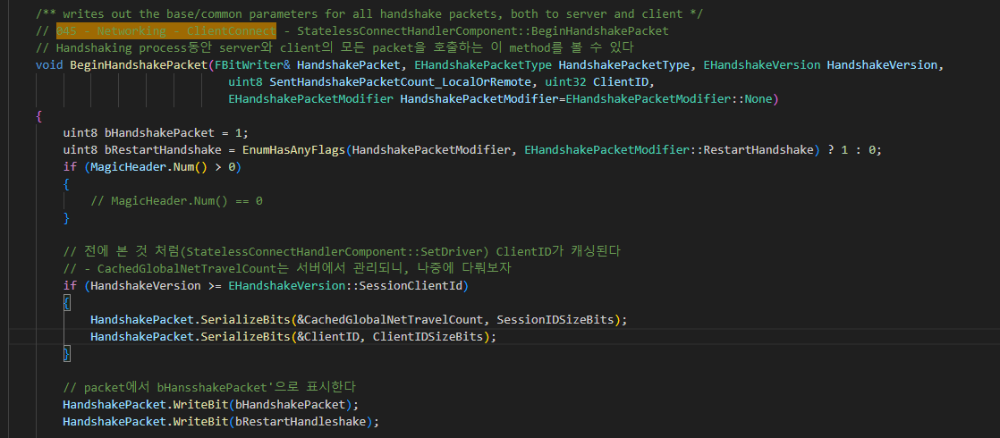 /** writes out the base/common parameters for all handshake packets, both to server and client */
// 045 - Networking - ClientConnect - StatelessConnectHandlerComponent::BeginHandshakePacket
// Handshaking process동안 server와 client의 모든 packet을 호출하는 이 method를 볼 수 있다
void BeginHandshakePacket(FBitWriter& HandshakePacket, EHandshakePacketType HandshakePacketType, EHandshakeVersion HandshakeVersion,
uint8 SentHandshakePacketCount_LocalOrRemote, uint32 ClientID,
EHandshakePacketModifier HandshakePacketModifier=EHandshakePacketModifier::None)
{
uint8 bHandshakePacket = 1;
uint8 bRestartHandshake = EnumHasAnyFlags(HandshakePacketModifier, EHandshakePacketModifier::RestartHandshake) ? 1 : 0;
if (MagicHeader.Num() > 0)
{
// MagicHeader.Num() == 0
}
// 전에 본 것 처럼(StatelessConnectHandlerComponent::SetDriver) ClientID가 캐싱된다
// - CachedGlobalNetTravelCount는 서버에서 관리되니, 나중에 다뤄보자
if (HandshakeVersion >= EHandshakeVersion::SessionClientId)
{
HandshakePacket.SerializeBits(&CachedGlobalNetTravelCount, SessionIDSizeBits);
HandshakePacket.SerializeBits(&ClientID, ClientIDSizeBits);
}
// packet에서 bHansshakePacket'으로 표시한다
HandshakePacket.WriteBit(bHandshakePacket);
HandshakePacket.WriteBit(bRestartHandleshake);